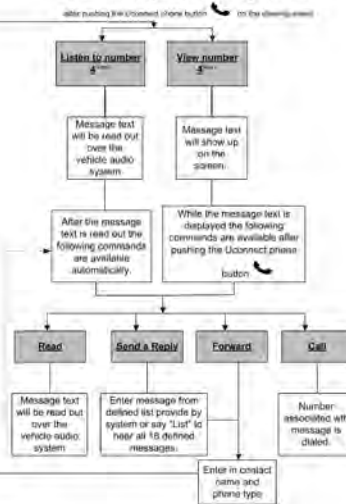 after pushing the Uconnect phone button on the steering wheel
Listen to number
4
View number
4
Message text
will be read out
over the
vehicle audio
system
Message text
will show up
on the
screen.
After the message
text is read out the
following commands
are available
automatically.
While the message text is
displayed the following
commands are available after
pushing the Uconnect phone
button
Read
Send a Reply
Forward
Call
Message text
will be read out
over the
vehicle audio
system
Enter message from
defined list provide by
system or say "List" to
hear all 18 defined
messages.
Number
associated with
message is
dialed.
Enter in contact
name and
phone type